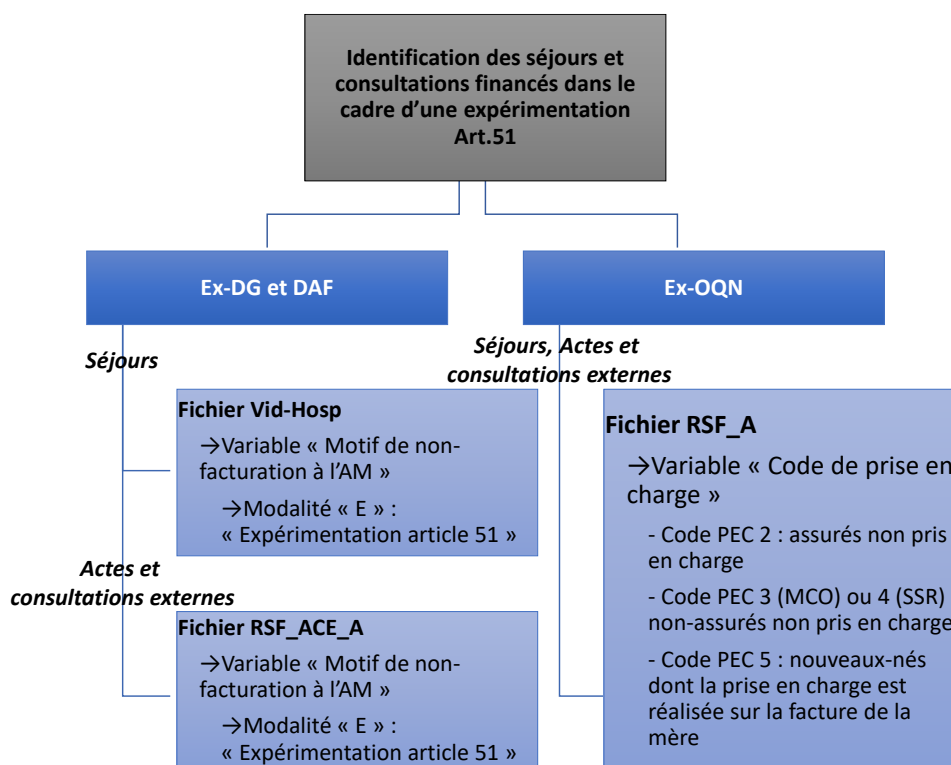 Identification des séjours et
consultations financés dans le
cadre d'une expérimentation
Art.51
Ex-DG et DAF
Ex-OQN
Séjours
Séjours, Actes et
consultations externes
Fichier Vid-Hosp
→Variable « Motif de non-
facturation à l'AM »
→Modalité « E » :
« Expérimentation article 51 »
Actes et
consultations externes
Fichier RSF_ACE_A
→Variable « Motif de non-
facturation à l'AM »
→Modalité « E » :
« Expérimentation article 51 »
Fichier RSF_A
→Variable « Code de prise en
charge »
- Code PEC 2 : assurés non pris
en charge
- Code PEC 3 (MCO) ou 4 (SSR)
non-assurés non pris en charge
- Code PEC 5 : nouveaux-nés
dont la prise en charge est
réalisée sur la facture de la
mère